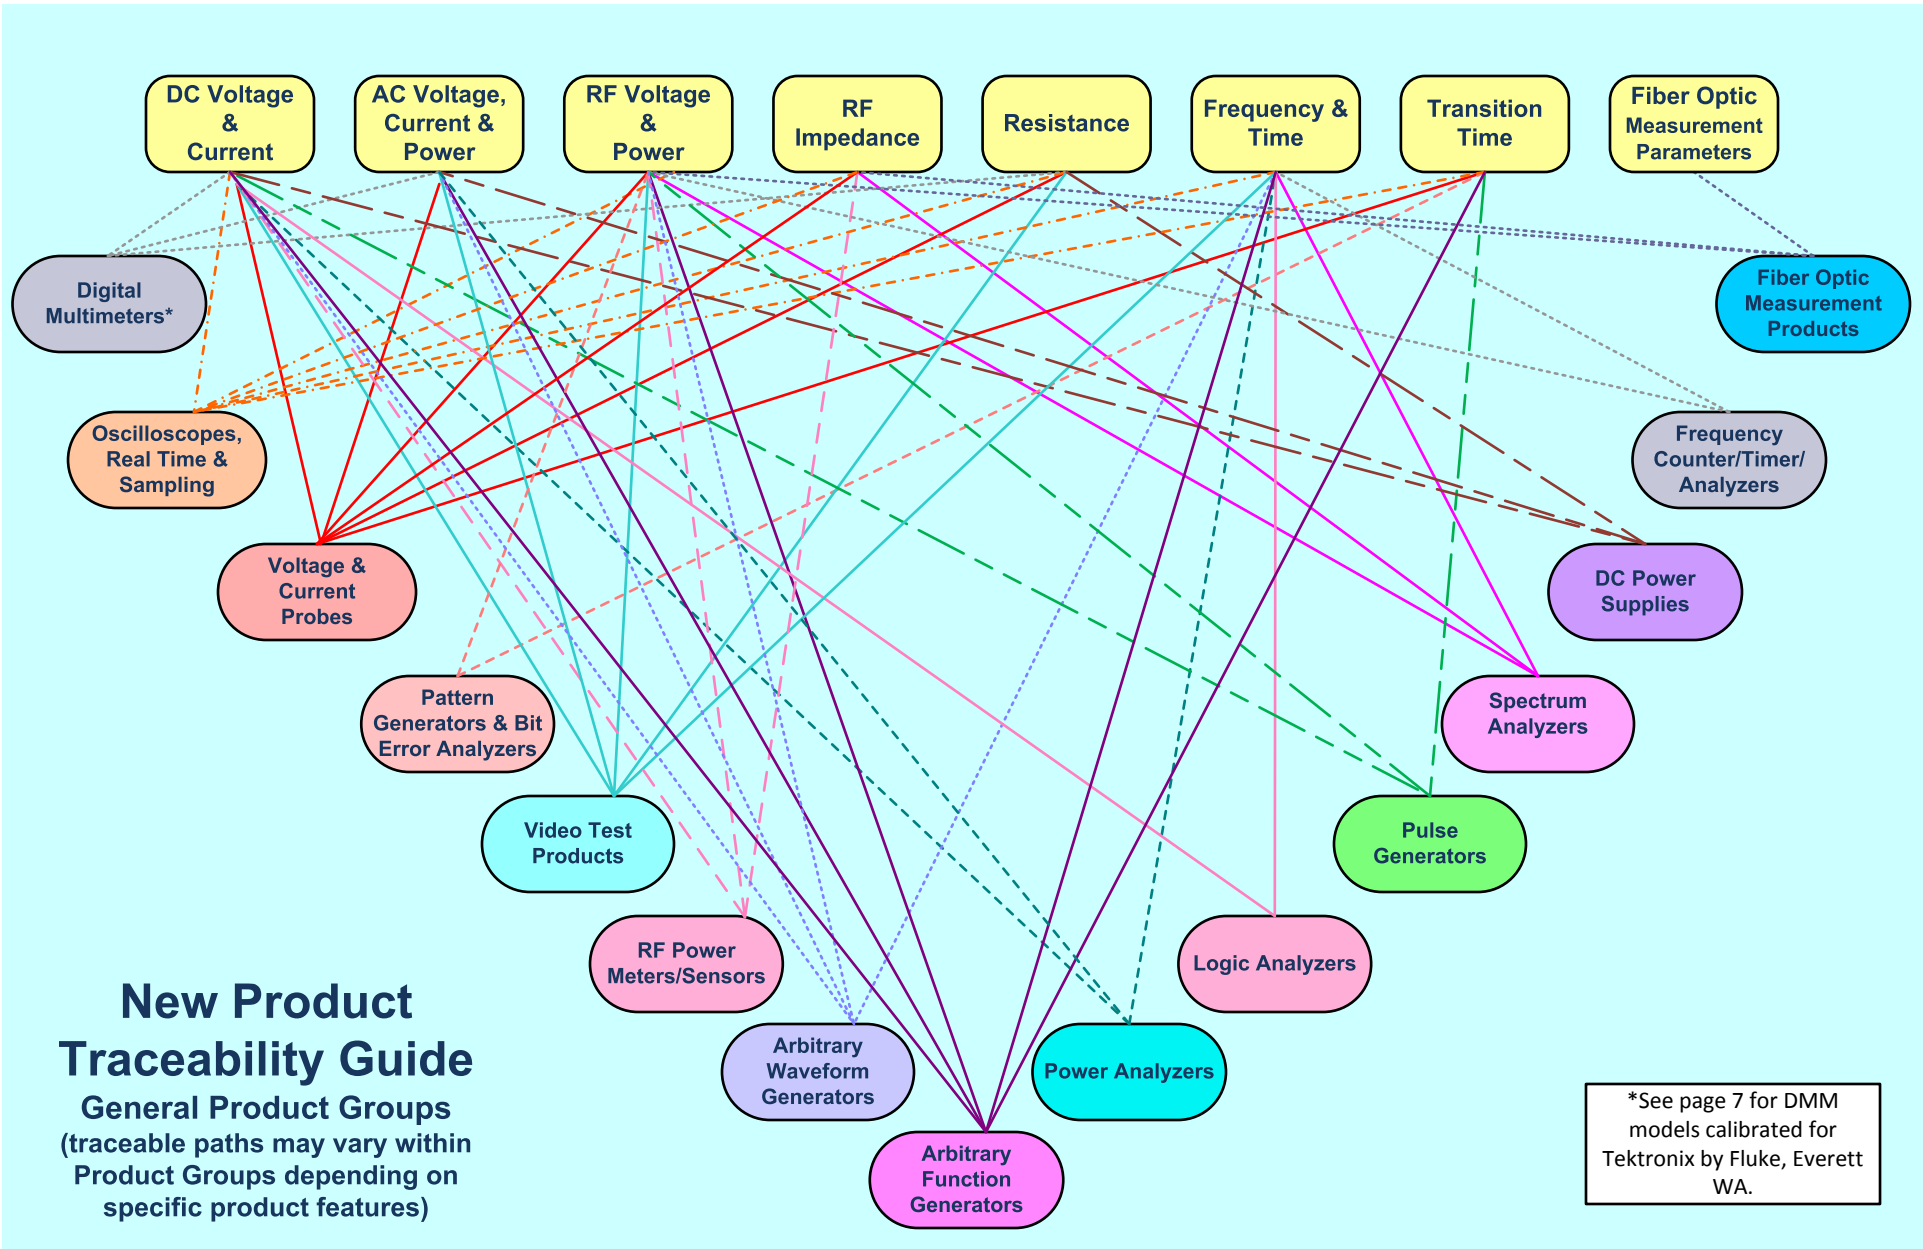 DC Voltage
&
Current
AC Voltage,
Current &
Power
RF Voltage
&
Power
RF
Impedance
Resistance
Frequency &
Time
Transition
Time
Fiber Optic
Measurement
Parameters
Digital
Multimeters*
Fiber Optic
Measurement
Products
Oscilloscopes,
Real Time &
Sampling
Frequency
Counter/Timer/
Analyzers
Voltage &
Current
Probes
DC Power
Supplies
Pattern
Generators & Bit
Error Analyzers
Spectrum
Analyzers
Video Test
Products
Pulse
Generators
RF Power
Meters/Sensors
Logic Analyzers
Arbitrary
Waveform
Generators
Power Analyzers
Arbitrary
Function
Generators
New Product
Traceability Guide
General Product Groups
(traceable paths may vary within
Product Groups depending on
specific product features)
*See page 7 for DMM
models calibrated for
Tektronix by Fluke, Everett
WA.